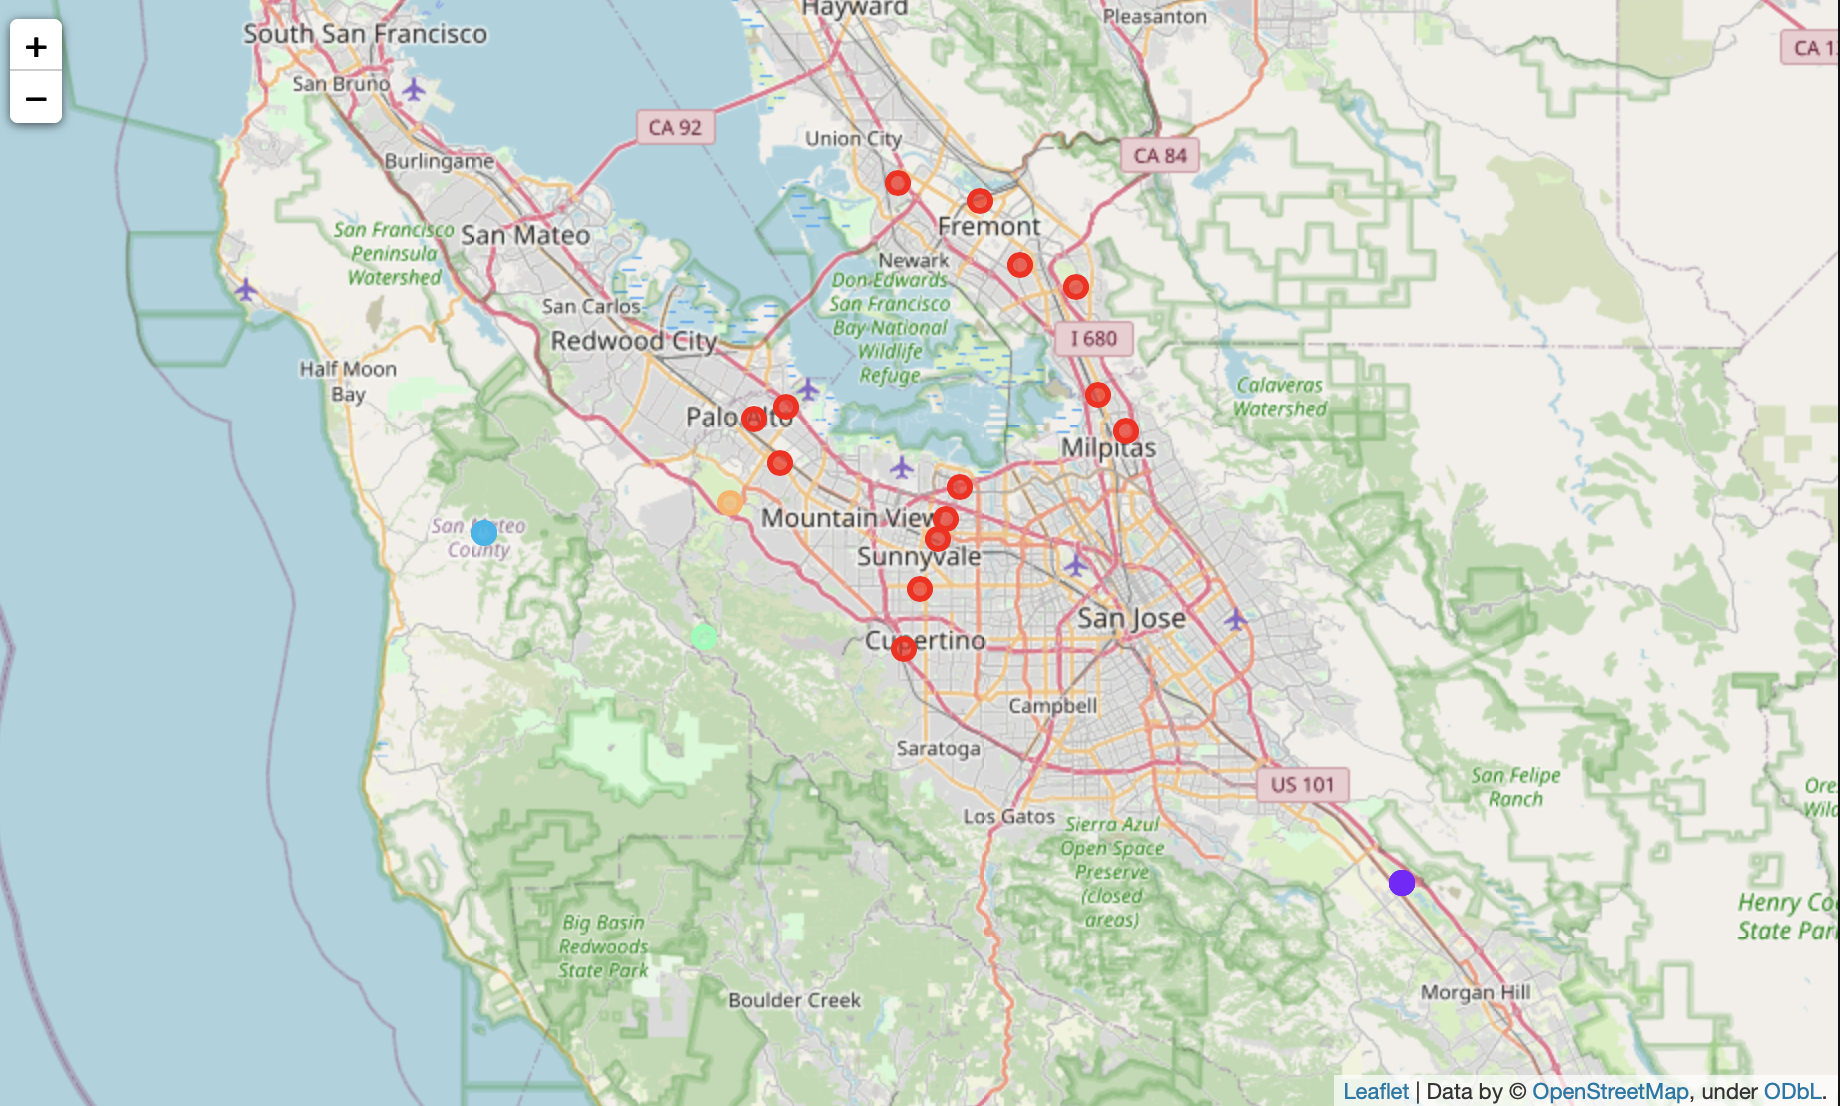 +
−
Hayward
Pleasanton
South San Francisco
CA 1
San Bruno
CA 92
Union City
CA 84
Burlingame
Fremont
San Francisco
Peninsula
Watershed
San Mateo
Newark
Don Edwards
San Francisco
Bay National
Wildlife
Refuge
San Carlos
Redwood City
I 680
Half Moon
Bay
Calaveras
Watershed
Palo Alto
Milpitas
San Mateo
County
Mountain View
Sunnyvale
San Jose
Cupertino
Campbell
Saratoga
US 101
San Felipe
Ranch
Ore
Wild
Los Gatos
Sierra Azul
Open Space
Preserve
(closed
areas)
Henry Co
State Par
Big Basin
Redwoods
State Park
Boulder Creek
Morgan Hill
Leaflet | Data by © OpenStreetMap, under ODbL.